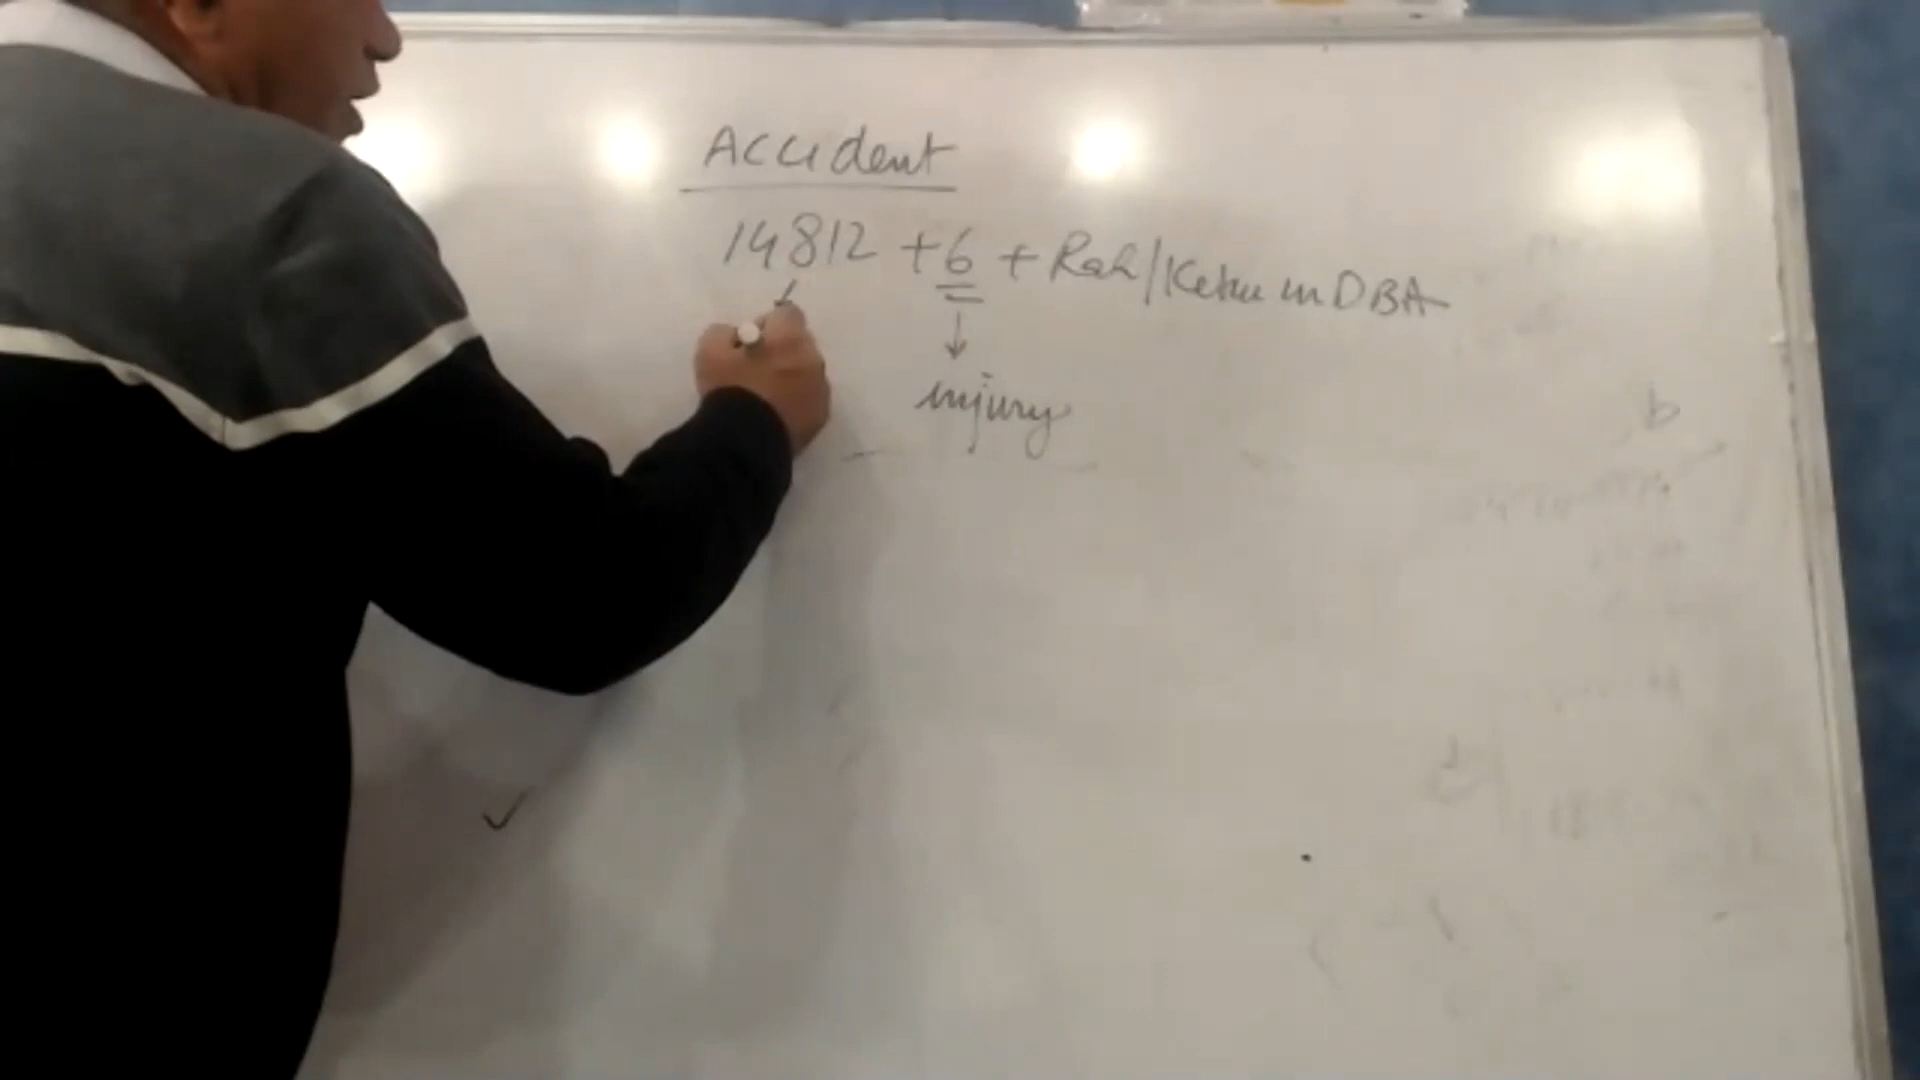 Accident
14812 + 6 + Rah/Ketu in DBA
injury
b